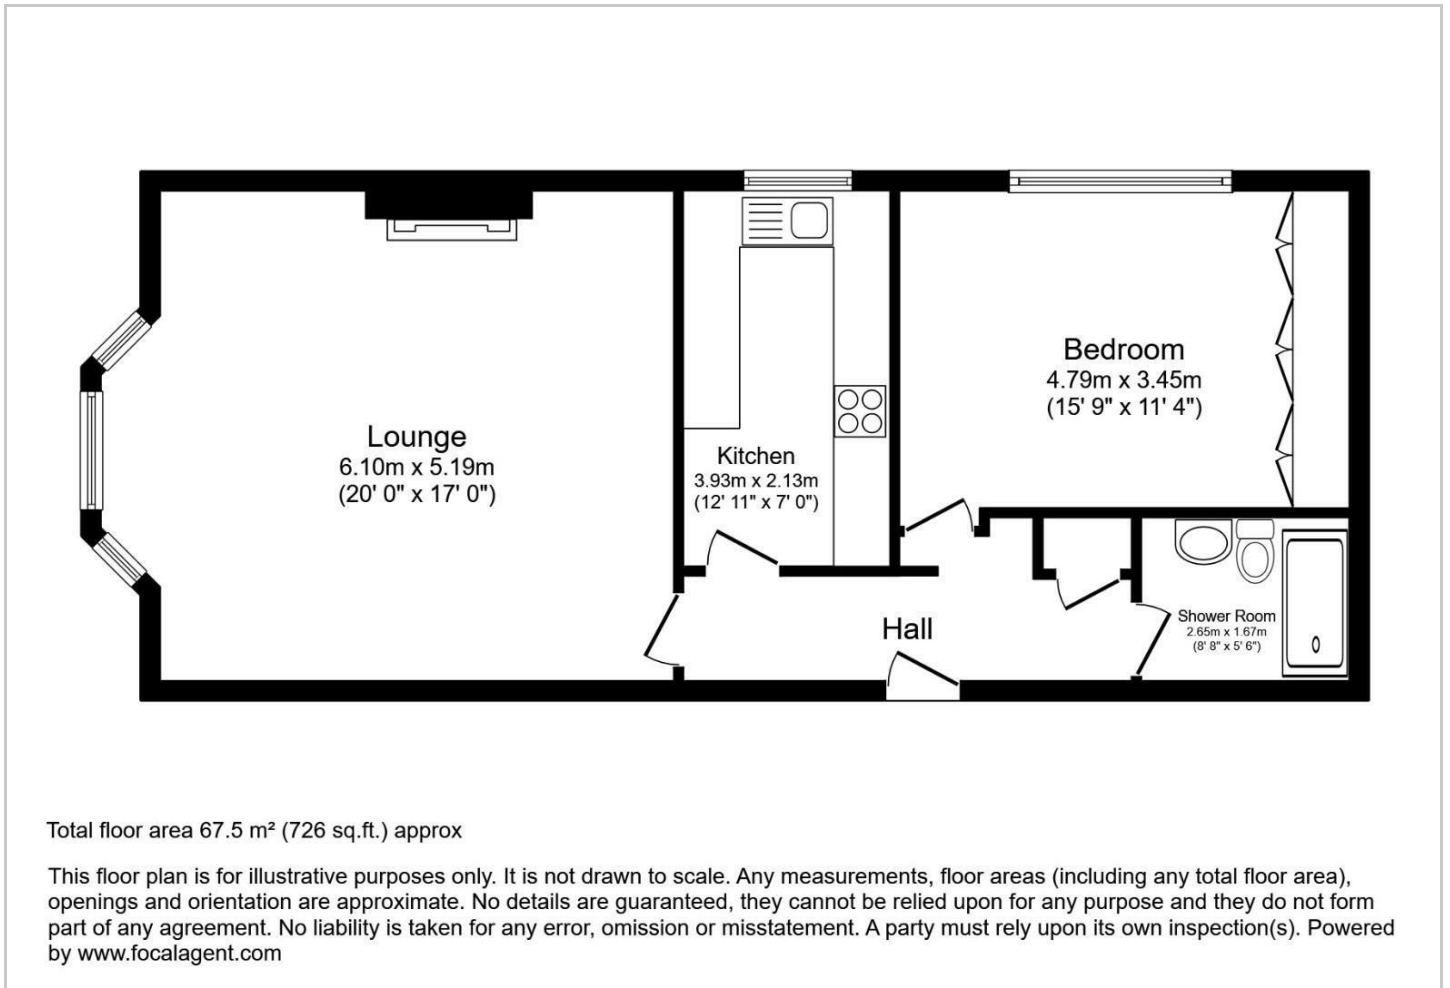 Lounge
6.10m x 5.19m
(20' 0" x 17' 0")
Kitchen
3.93m x 2.13m
(12' 11" x 7' 0")
Bedroom
4.79m x 3.45m
(15' 9" x 11' 4")
Hall
Shower Room
2.65m x 1.67m
(8' 8" x 5' 6")
Total floor area 67.5 m² (726 sq.ft.) approx
This floor plan is for illustrative purposes only. It is not drawn to scale. Any measurements, floor areas (including any total floor area),
openings and orientation are approximate. No details are guaranteed, they cannot be relied upon for any purpose and they do not form
part of any agreement. No liability is taken for any error, omission or misstatement. A party must rely upon its own inspection(s). Powered
by www.focalagent.com